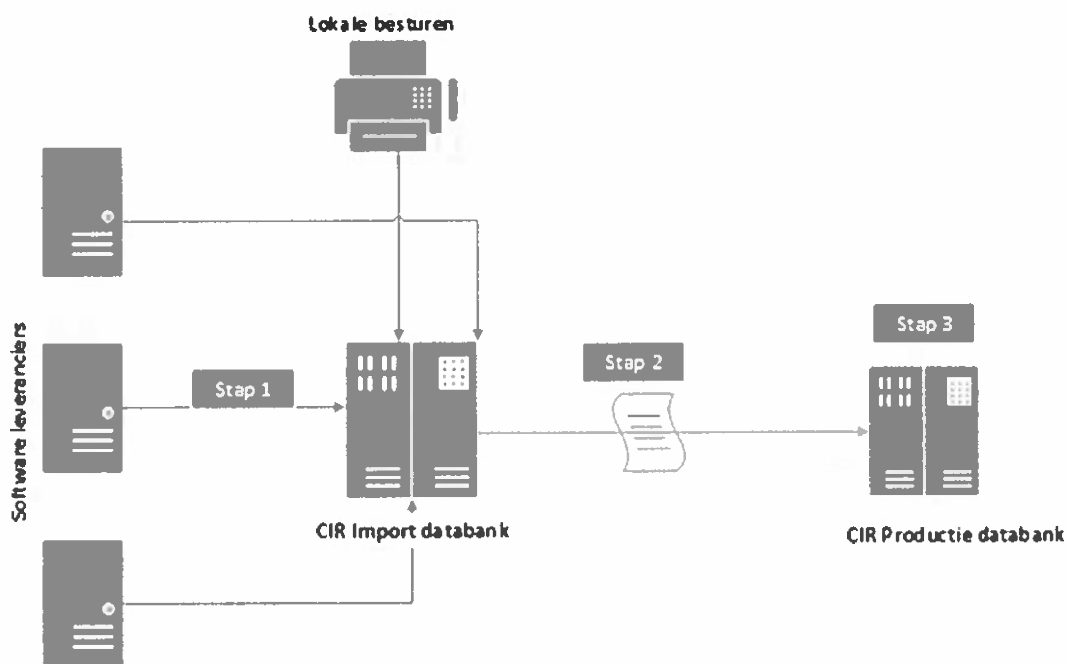 Lokale besturen
Stap 3
Stap 2
Stap 1
Software leveranciers
CIR Import databank
CIR Productie databank